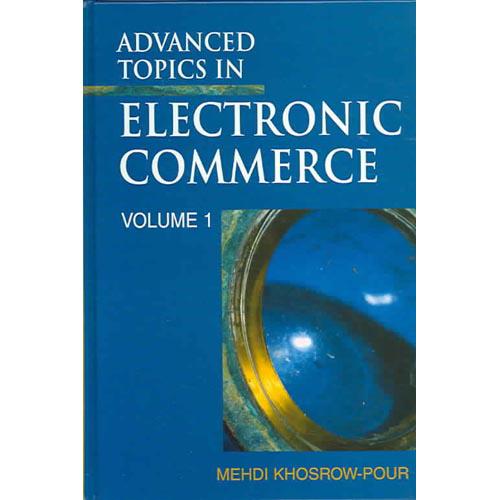 ADVANCED
TOPICS IN
ELECTRONIC
COMMERCE
VOLUME 1
MEHDI KHOSROW-POUR